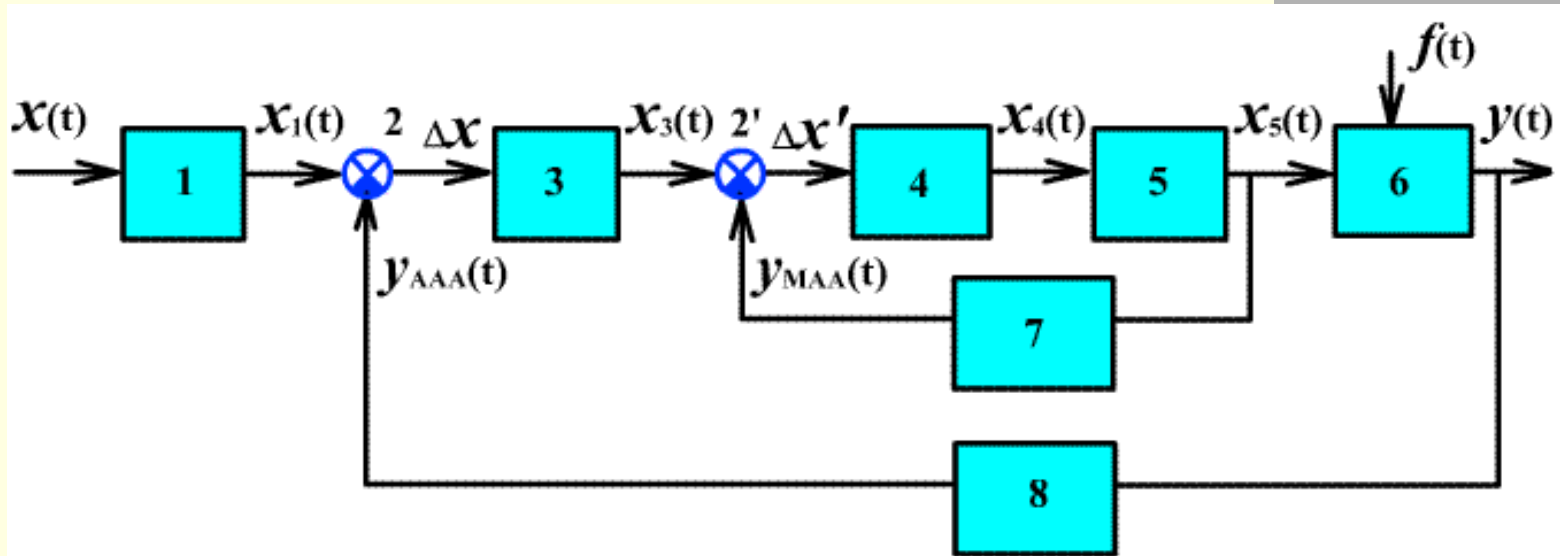 f(t)
x(t) x₁(t) 2 Δx x₃(t) 2' Δx' x₄(t) x₅(t) y(t)
1 3 4 5 6
yAAA(t) yMAA(t)
7
8